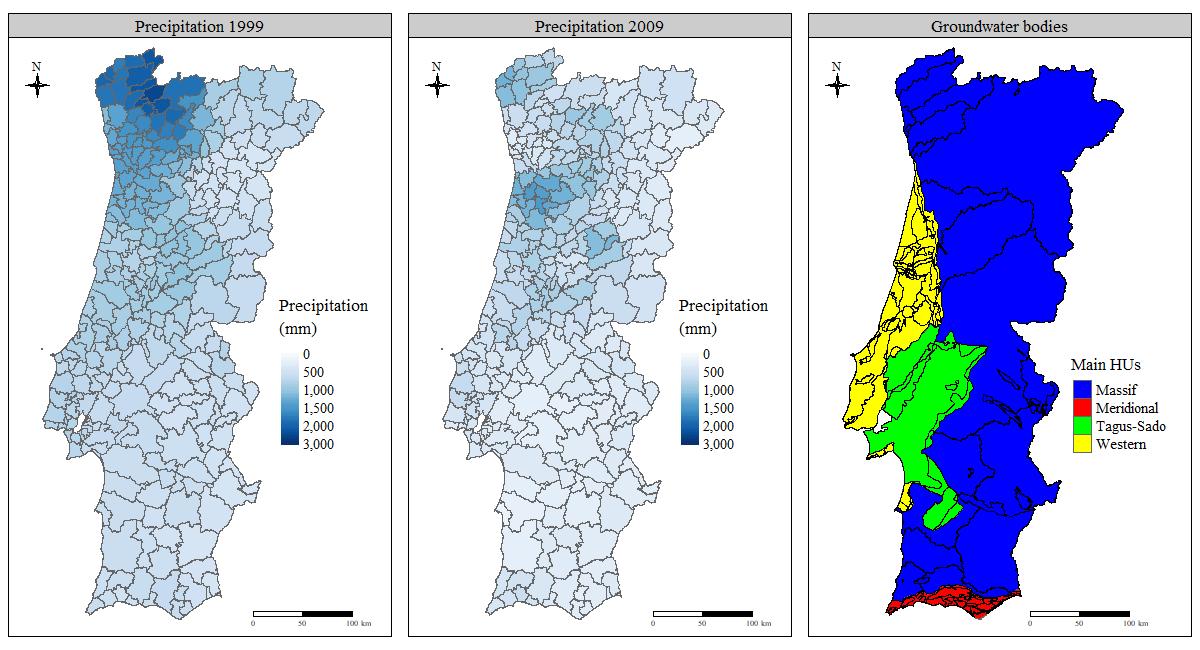 Precipitation 1999
N
Precipitation
(mm)
0
500
1,000
1,500
2,000
3,000
0 50 100 km
Precipitation 2009
N
Precipitation
(mm)
0
500
1,000
1,500
2,000
3,000
0 50 100 km
Groundwater bodies
N
Main HUs
Massif
Meridional
Tagus-Sado
Western
0 50 100 km